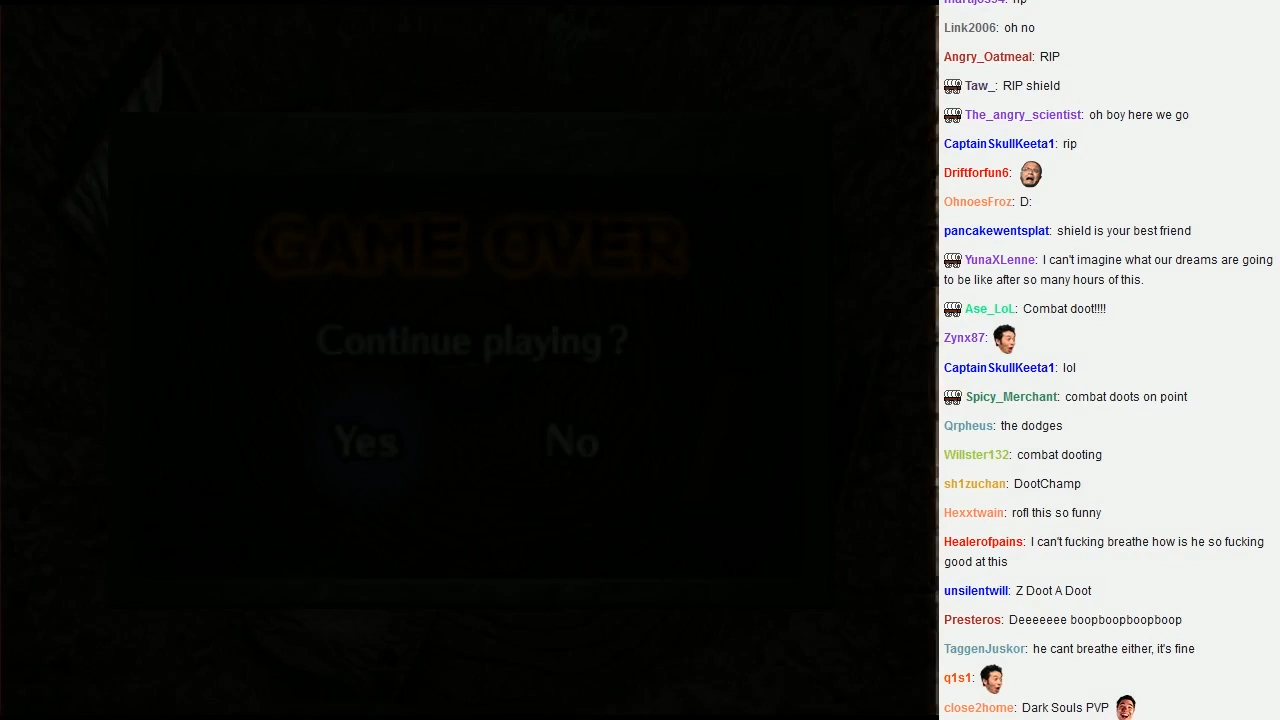 GAME OVER
Continue playing?
Yes No
martijos94: rip
Link2006: oh no
Angry_Oatmeal: RIP
Taw_: RIP shield
The_angry_scientist: oh boy here we go
CaptainSkullKeeta1: rip
Driftforfun6:
OhnoesFroz: D:
pancakewentsplat: shield is your best friend
YunaXLenne: I can't imagine what our dreams are going
to be like after so many hours of this.
Ase_LoL: Combat doot!!!!
Zynx87:
CaptainSkullKeeta1: lol
Spicy_Merchant: combat doots on point
Qrpheus: the dodges
Willster132: combat dooting
sh1zuchan: DootChamp
Hexxtwain: rofl this so funny
Healerofpains: I can't fucking breathe how is he so fucking
good at this
unsilentwill: Z Doot A Doot
Presteros: Deeeeeee boopboopboopboop
TaggenJuskor: he cant breathe either, it's fine
q1s1:
close2home: Dark Souls PVP